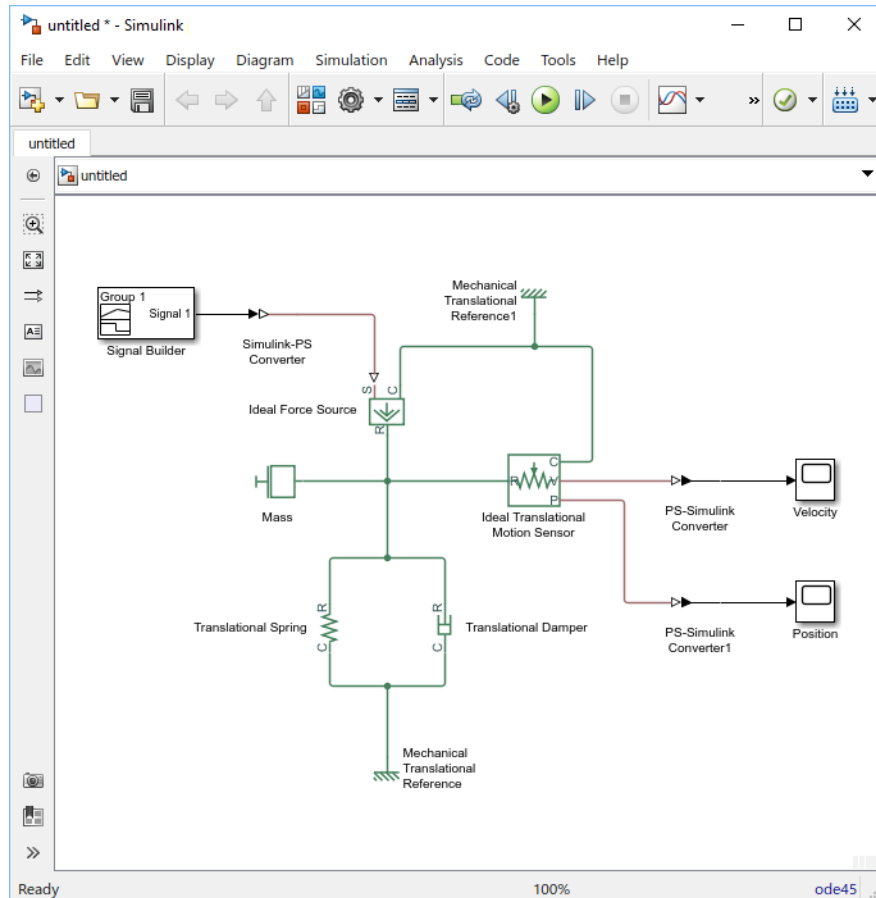 untitled * - Simulink
File Edit View Display Diagram Simulation Analysis Code Tools Help
»
untitled
untitled
Mechanical
Translational
Reference1
Group 1
Signal 1
Signal Builder
Simulink-PS
Converter
S C
Ideal Force Source
R
C
R V
P
Mass
Ideal Translational
Motion Sensor
PS-Simulink
Converter
Velocity
R R
Translational Spring
Translational Damper
C C
PS-Simulink
Converter1
Position
Mechanical
Translational
Reference
»
Ready 100% ode45